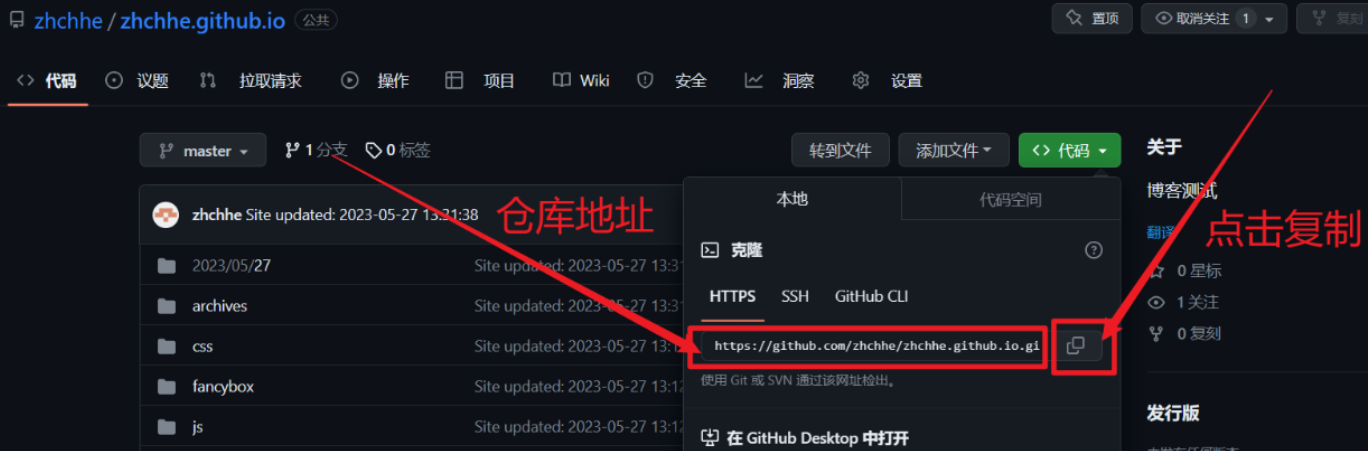 zhchhe / zhchhe.github.io 公共
置顶
取消关注 1
复刻
代码 议题 拉取请求 操作 项目 Wiki 安全 洞察 设置
master 1 分支 0 标签
转到文件 添加文件 代码
关于
博客测试
翻译
0 星标
1 关注
0 复刻
发行版
zhchhe Site updated: 2023-05-27 13:31:38
2023/05/27 Site updated: 2023-05-27 13:31
archives Site updated: 2023-05-27 13:31
css Site updated: 2023-05-27 13:12
fancybox Site updated: 2023-05-27 13:12
js Site updated: 2023-05-27 13:12
本地 代码空间
克隆
HTTPS SSH GitHub CLI
https://github.com/zhchhe/zhchhe.github.io.gi
使用 Git 或 SVN 通过该网址检出。
在 GitHub Desktop 中打开
仓库地址
点击复制